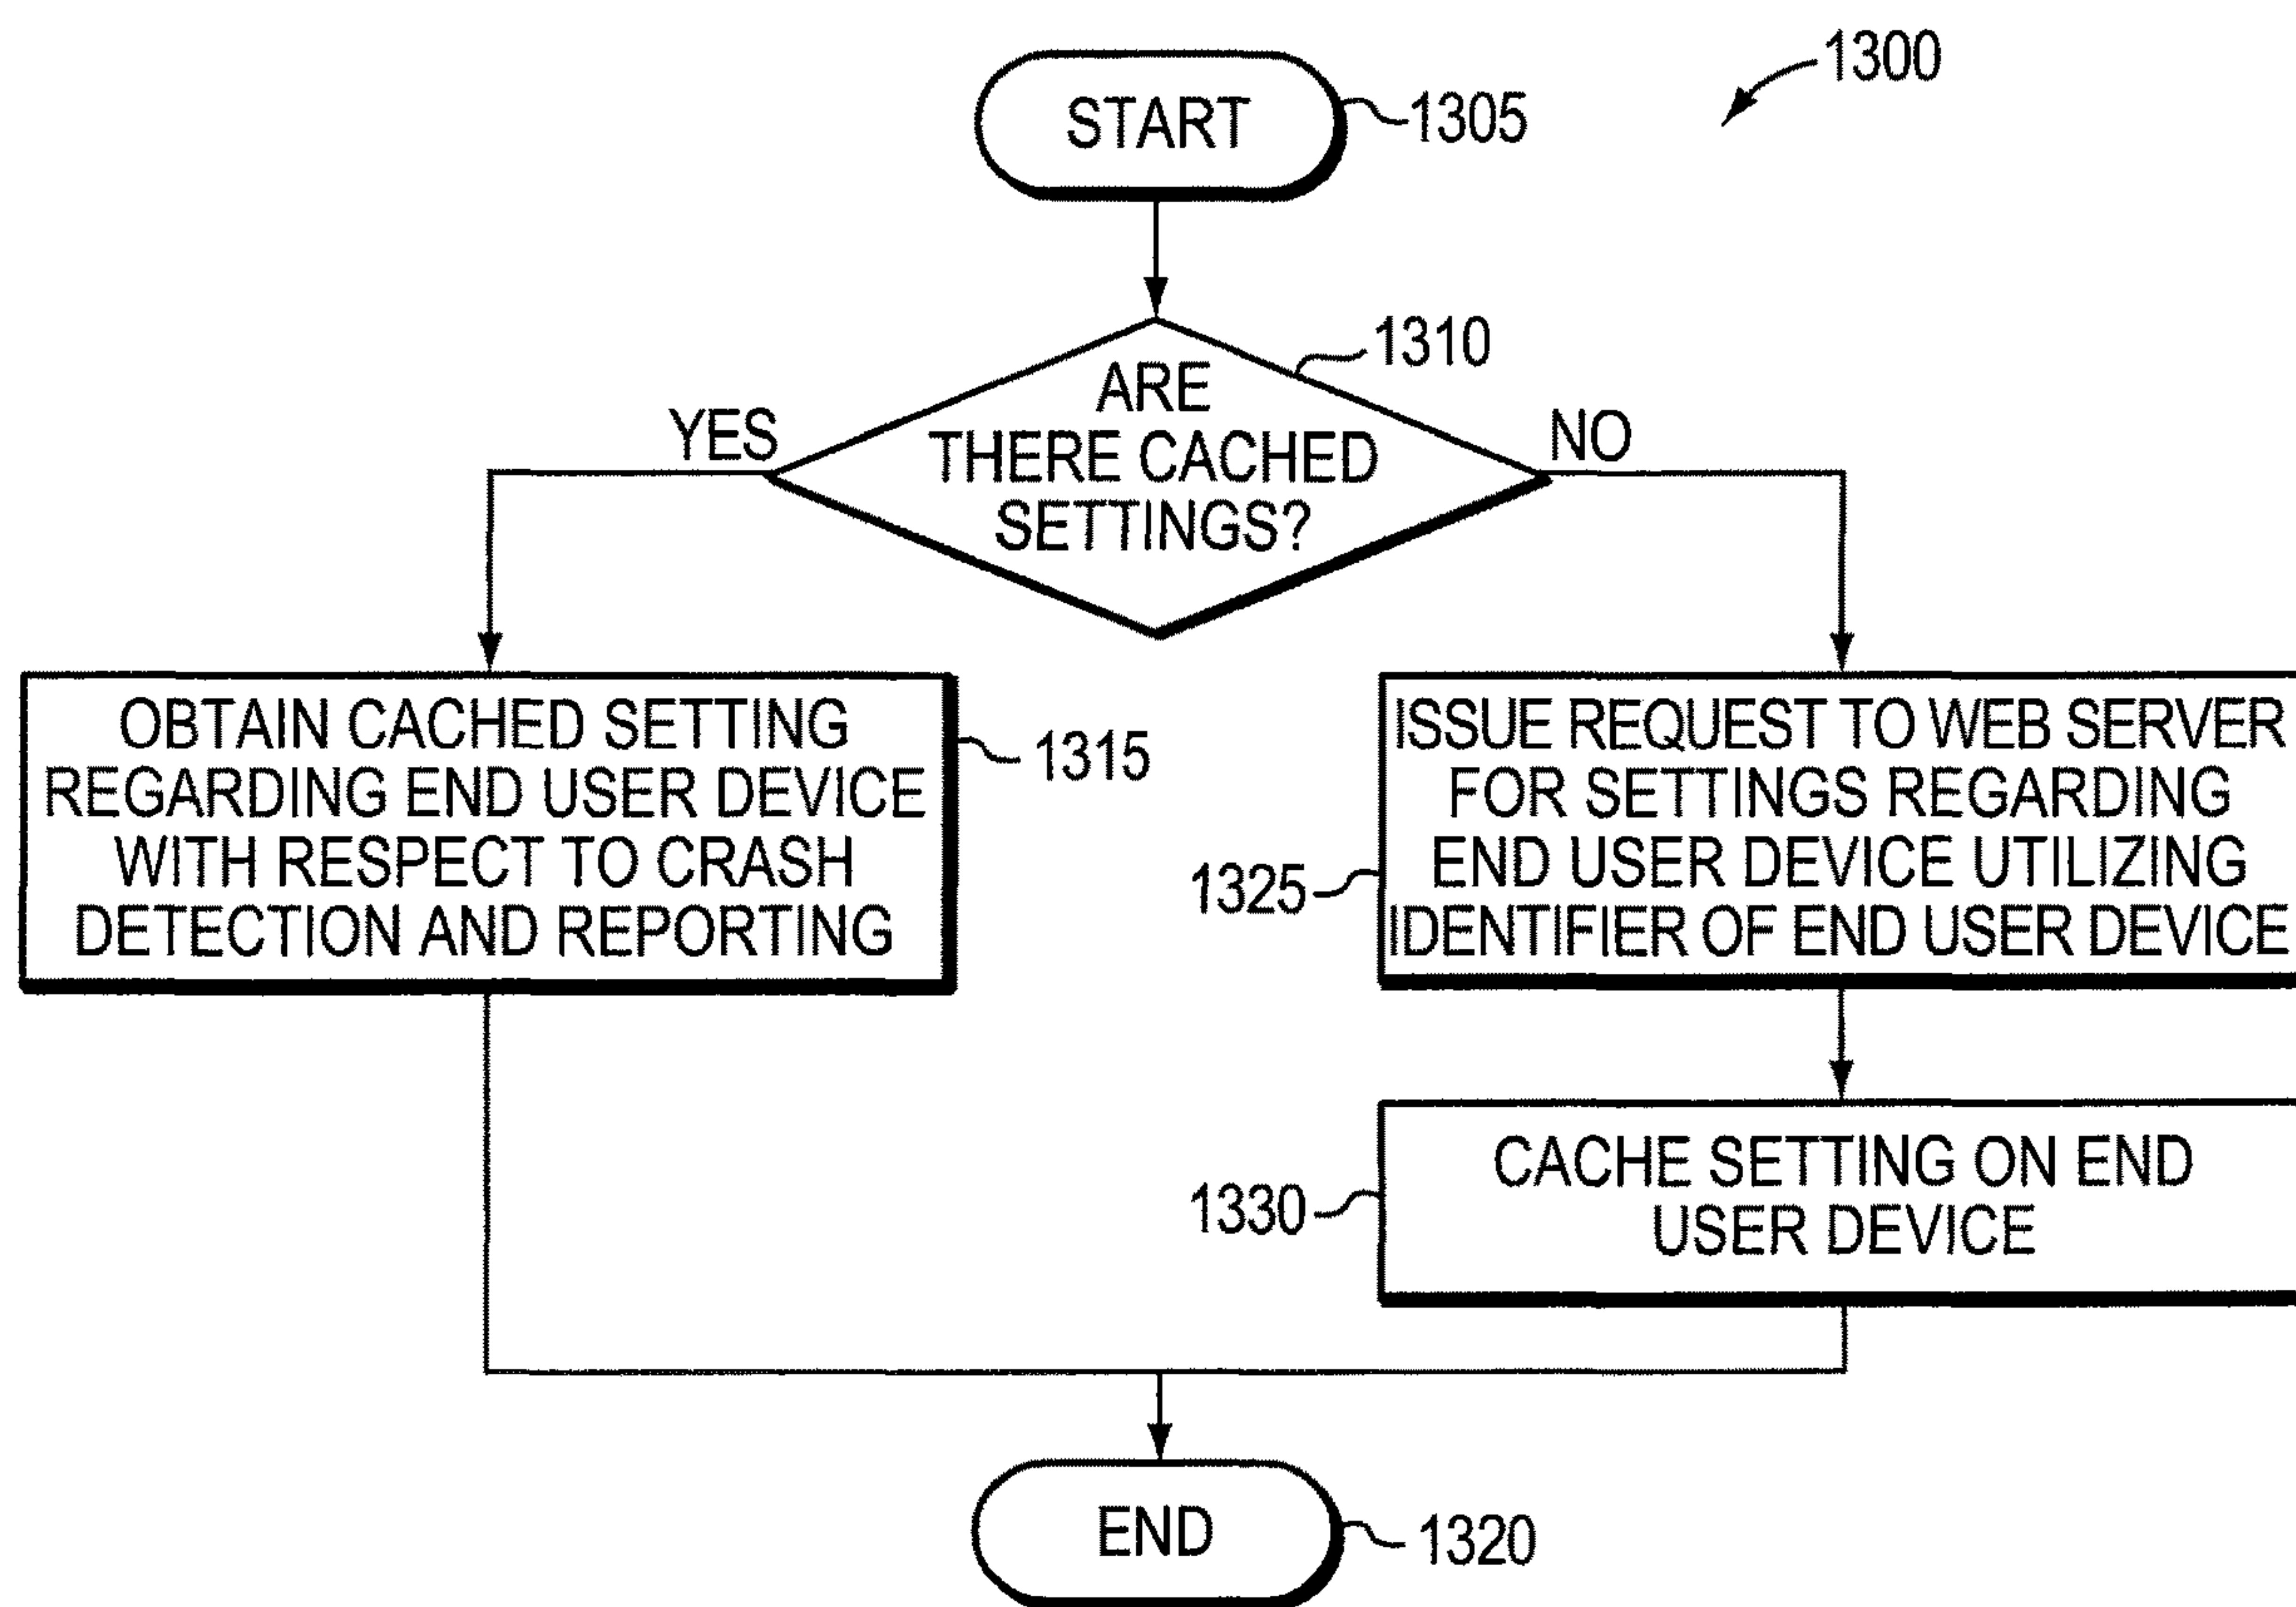 1300
START
1305
1310
ARE
THERE CACHED
SETTINGS?
YES
NO
OBTAIN CACHED SETTING
REGARDING END USER DEVICE
WITH RESPECT TO CRASH
DETECTION AND REPORTING
1315
ISSUE REQUEST TO WEB SERVER
FOR SETTINGS REGARDING
END USER DEVICE UTILIZING
IDENTIFIER OF END USER DEVICE
1325
CACHE SETTING ON END
USER DEVICE
1330
END
1320